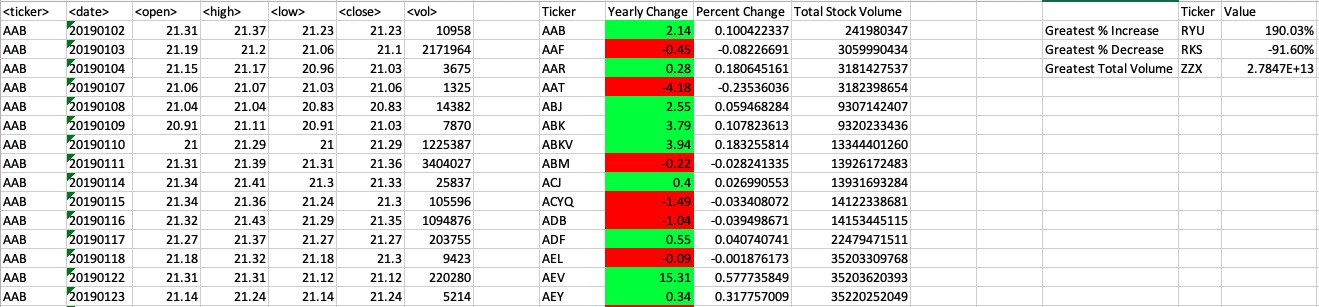 <ticker> <date> <open> <high> <low> <close> <vol> Ticker Yearly Change Percent Change Total Stock Volume Ticker Value
AAB 20190102 21.31 21.37 21.23 21.23 10958 AAB 2.14 0.100422337 241980347 Greatest % Increase RYU 190.03%
AAB 20190103 21.19 21.2 21.06 21.1 2171964 AAF -0.45 -0.08226691 3059990434 Greatest % Decrease RKS -91.60%
AAB 20190104 21.15 21.17 20.96 21.03 3675 AAR 0.28 0.180645161 3181427537 Greatest Total Volume ZZX 2.7847E+13
AAB 20190107 21.06 21.07 21.03 21.06 1325 AAT -4.18 -0.23536036 3182398654
AAB 20190108 21.04 21.04 20.83 20.83 14382 ABJ 2.55 0.059468284 9307142407
AAB 20190109 20.91 21.11 20.91 21.03 7870 ABK 3.79 0.107823613 9320233436
AAB 20190110 21 21.29 21 21.29 1225387 ABKV 3.94 0.183255814 13344401260
AAB 20190111 21.31 21.39 21.31 21.36 3404027 ABM -0.22 -0.028241335 13926172483
AAB 20190114 21.34 21.41 21.3 21.33 25837 ACJ 0.4 0.026990553 13931693284
AAB 20190115 21.34 21.36 21.24 21.3 105596 ACYQ -1.49 -0.033408072 14122338681
AAB 20190116 21.32 21.43 21.29 21.35 1094876 ADB -1.04 -0.039498671 14153445115
AAB 20190117 21.27 21.37 21.27 21.27 203755 ADF 0.55 0.040740741 22479471511
AAB 20190118 21.18 21.32 21.18 21.3 9423 AEL -0.09 -0.001876173 35203309768
AAB 20190122 21.31 21.31 21.12 21.12 220280 AEV 15.31 0.577735849 35203620393
AAB 20190123 21.14 21.24 21.14 21.24 5214 AEY 0.34 0.317757009 35220252049